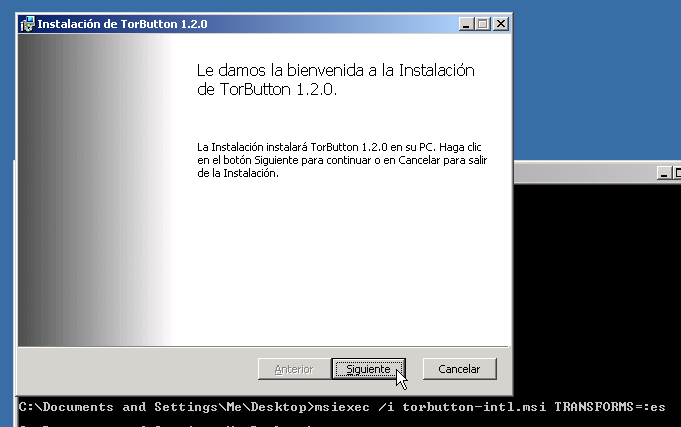 Instalación de TorButton 1.2.0
Le damos la bienvenida a la Instalación
de TorButton 1.2.0.
La Instalación instalará TorButton 1.2.0 en su PC. Haga clic
en el botón Siguiente para continuar o en Cancelar para salir
de la Instalación.
Anterior Siguiente Cancelar
C:\Documents and Settings\Me\Desktop>msiexec /i torbutton-intl.msi TRANSFORMS=:es